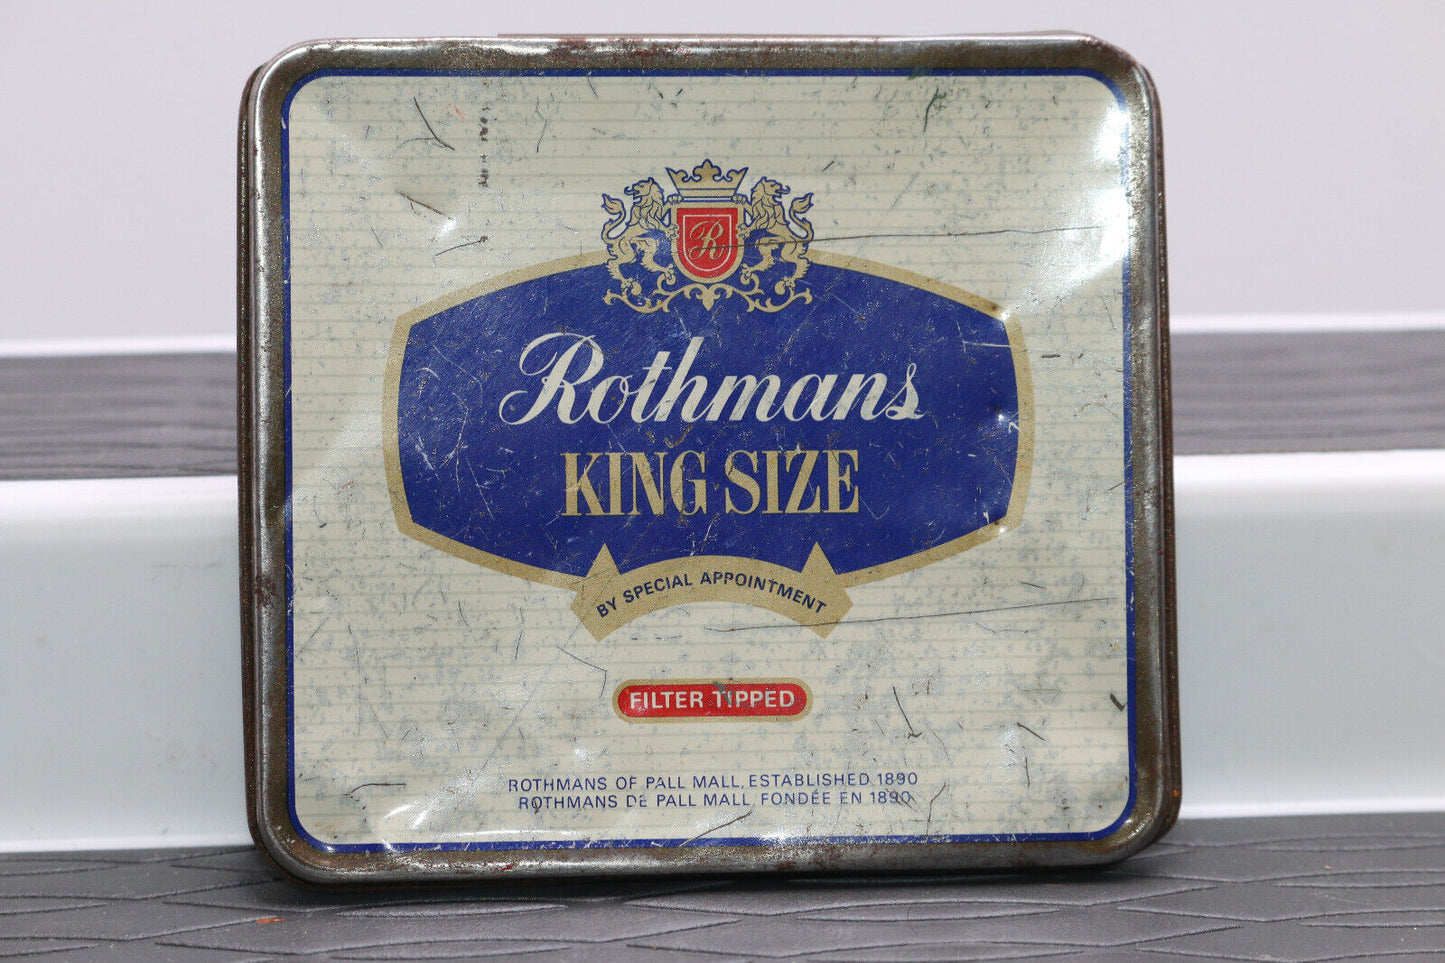 R
Rothmans
KING SIZE
BY SPECIAL APPOINTMENT
FILTER TIPPED
ROTHMANS OF PALL MALL, ESTABLISHED 1890
ROTHMANS DE PALL MALL, FONDÉE EN 1890